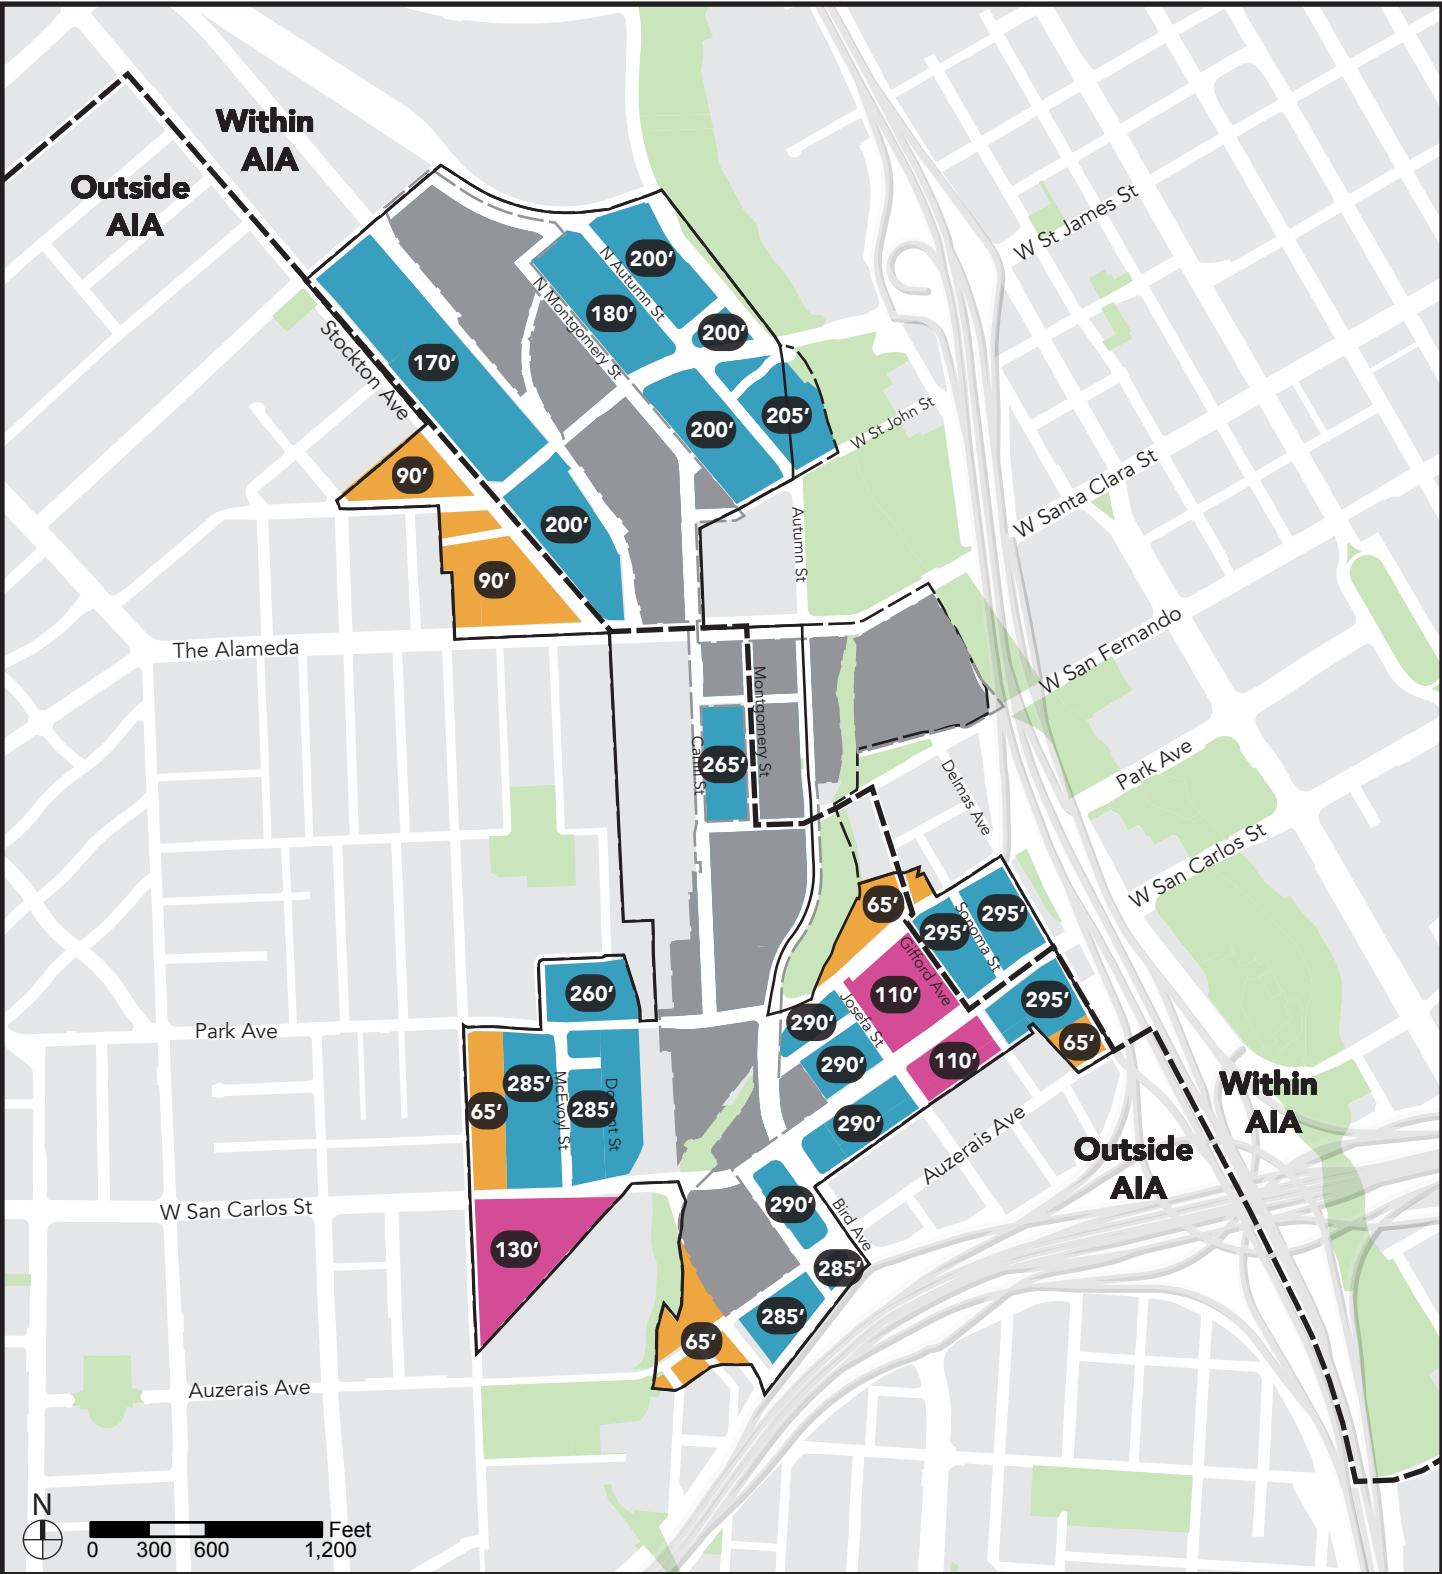 Within
AIA
Outside
AIA
W St James St
200′
N Autumn St
180′
N Montgomery St
200′
170′
Stockton Ave
205′
200′
W St John St
90′
W Santa Clara St
200′
Autumn St
90′
The Alameda
W San Fernando
Montgomery St
Cahill St
265′
Park Ave
Delmas Ave
W San Carlos St
65′
295′
295′
Sonoma St
Gifford Ave
260′
110′
295′
Josefa St
290′
Park Ave
65′
290′
110′
285′
McEvoyl St
285′
65′
290′
Within
AIA
Auzerais Ave
Outside
AIA
W San Carlos St
290′
Bird Ave
130′
285′
285′
65′
Auzerais Ave
N
Feet
0 300 600 1,200